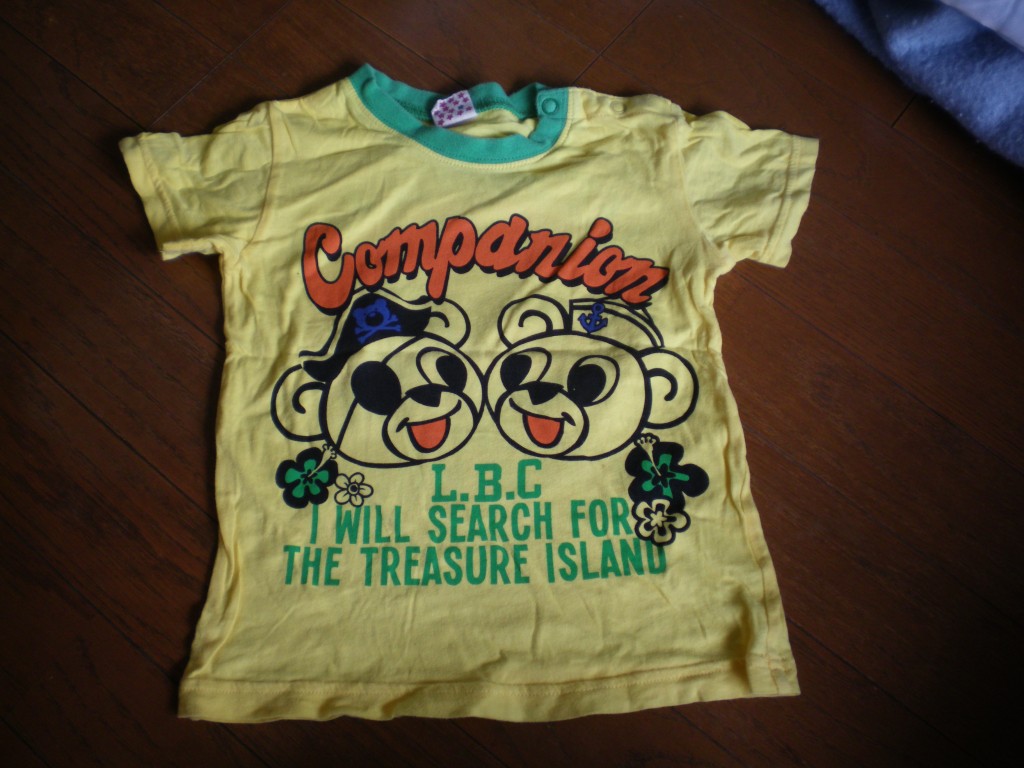 Companion
L.B.C
I WILL SEARCH FOR
THE TREASURE ISLAND